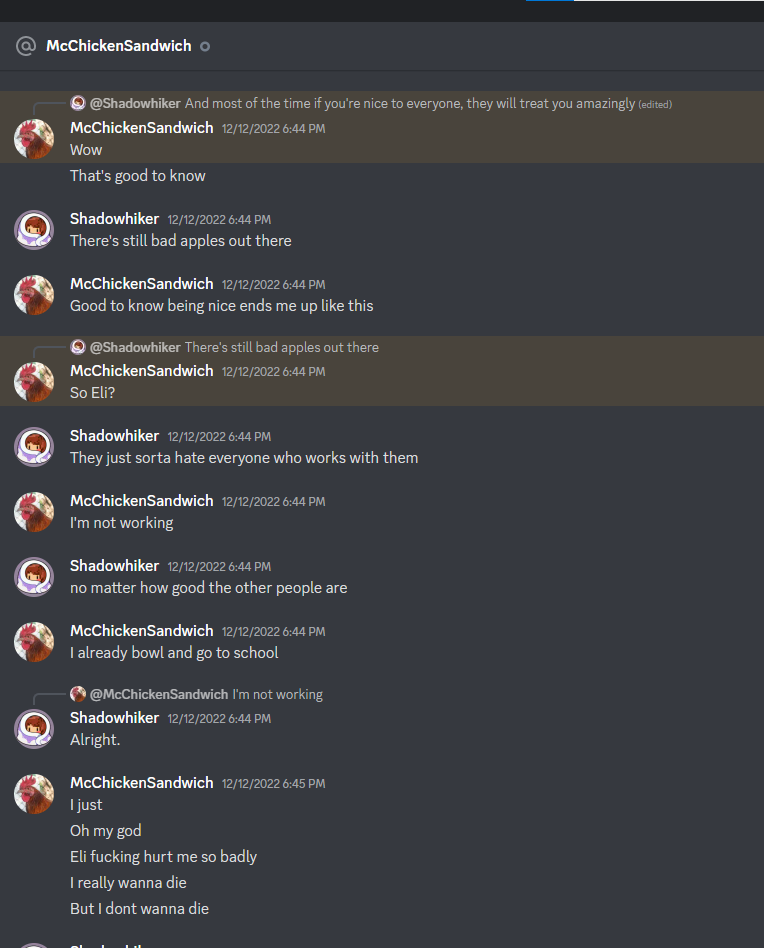 McChickenSandwich
@Shadowhiker And most of the time if you're nice to everyone, they will treat you amazingly (edited)
McChickenSandwich 12/12/2022 6:44 PM
Wow
That's good to know
Shadowhiker 12/12/2022 6:44 PM
There's still bad apples out there
McChickenSandwich 12/12/2022 6:44 PM
Good to know being nice ends me up like this
@Shadowhiker There's still bad apples out there
McChickenSandwich 12/12/2022 6:44 PM
So Eli?
Shadowhiker 12/12/2022 6:44 PM
They just sorta hate everyone who works with them
McChickenSandwich 12/12/2022 6:44 PM
I'm not working
Shadowhiker 12/12/2022 6:44 PM
no matter how good the other people are
McChickenSandwich 12/12/2022 6:44 PM
I already bowl and go to school
@McChickenSandwich I'm not working
Shadowhiker 12/12/2022 6:44 PM
Alright.
McChickenSandwich 12/12/2022 6:45 PM
I just
Oh my god
Eli fucking hurt me so badly
I really wanna die
But I dont wanna die